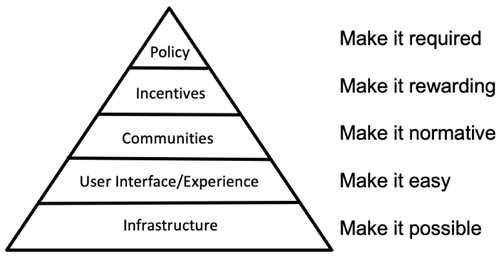 Policy
Make it required
Incentives
Make it rewarding
Communities
Make it normative
User Interface/Experience
Make it easy
Infrastructure
Make it possible